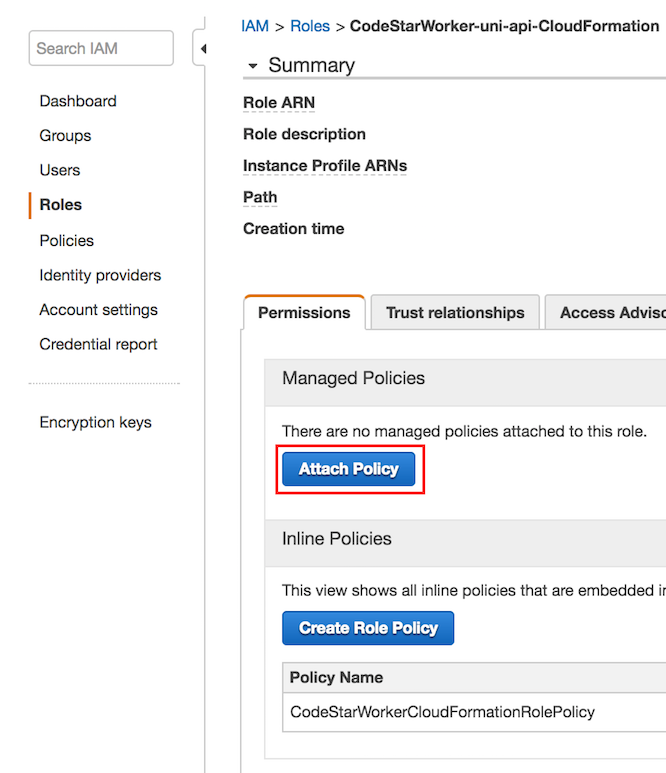 IAM > Roles > CodeStarWorker-uni-api-CloudFormation
Search IAM
Summary
Dashboard
Groups
Users
Roles
Policies
Identity providers
Account settings
Credential report
Encryption keys
Role ARN
Role description
Instance Profile ARNs
Path
Creation time
Permissions
Trust relationships
Access Adviso
Managed Policies
There are no managed policies attached to this role.
Attach Policy
Inline Policies
This view shows all inline policies that are embedded i
Create Role Policy
Policy Name
CodeStarWorkerCloudFormationRolePolicy